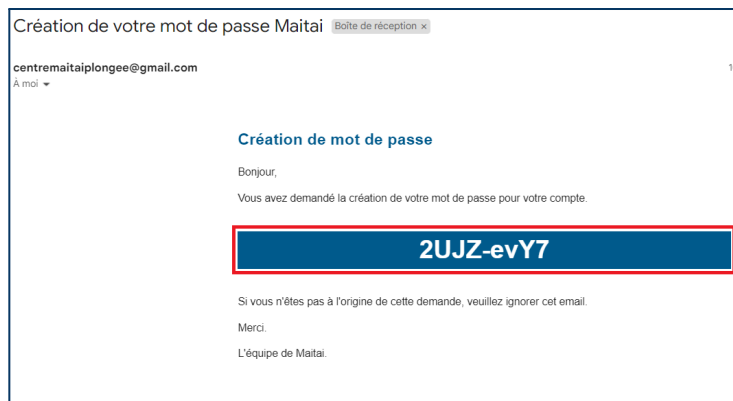 Création de votre mot de passe Maitai Boîte de réception ×
centremaitaiplongee@gmail.com 1
À moi
Création de mot de passe
Bonjour,
Vous avez demandé la création de votre mot de passe pour votre compte.
2UJZ-evY7
Si vous n'êtes pas à l'origine de cette demande, veuillez ignorer cet email.
Merci.
L'équipe de Maitai.